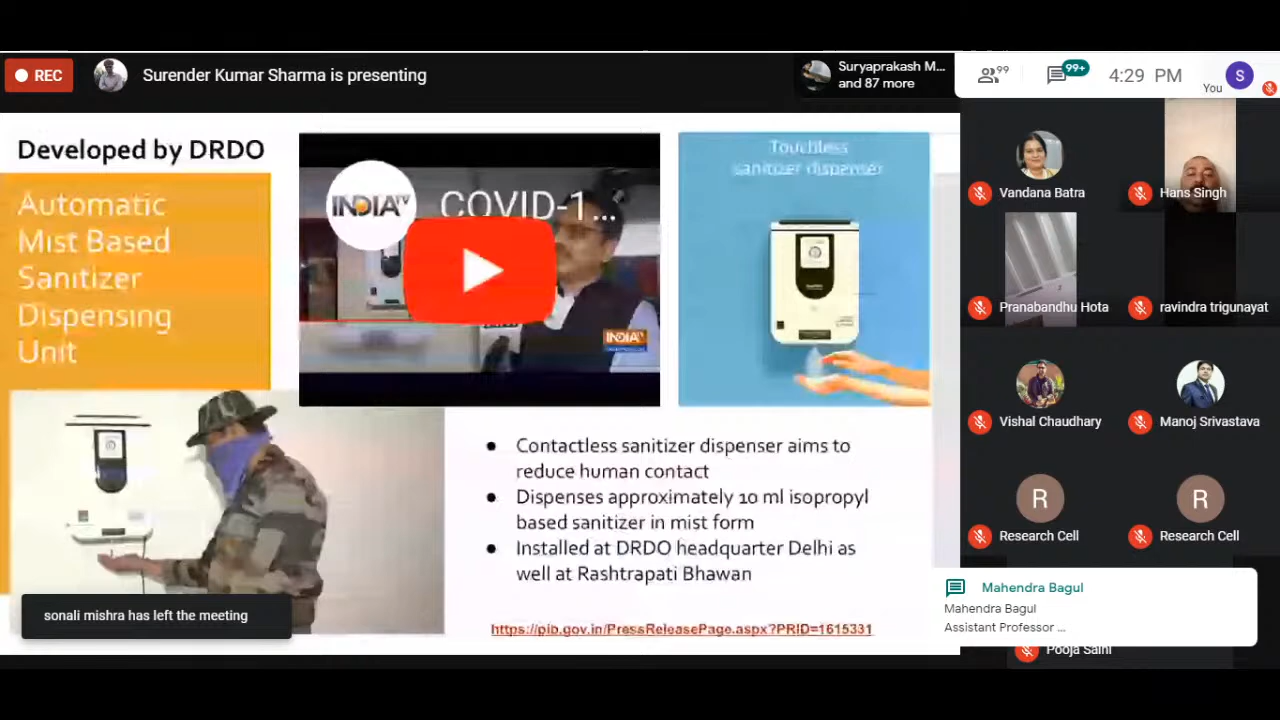 REC
Surender Kumar Sharma is presenting
Suryaprakash M...
and 87 more
99
99+
4:29 PM
You
S
Developed by DRDO
Automatic
Mist Based
Sanitizer
Dispensing
Unit
INDIA TV
COVID-1...
INDIA TV
Touchless
sanitizer dispenser
• Contactless sanitizer dispenser aims to
reduce human contact
• Dispenses approximately 10 ml isopropyl
based sanitizer in mist form
• Installed at DRDO headquarter Delhi as
well at Rashtrapati Bhawan
https://pib.gov.in/PressReleasePage.aspx?PRID=1615331
sonali mishra has left the meeting
Vandana Batra
Hans Singh
Pranabandhu Hota
ravindra trigunayat
Vishal Chaudhary
Manoj Srivastava
R
R
Research Cell
Research Cell
Mahendra Bagul
Mahendra Bagul
Assistant Professor ...
Pooja Saini